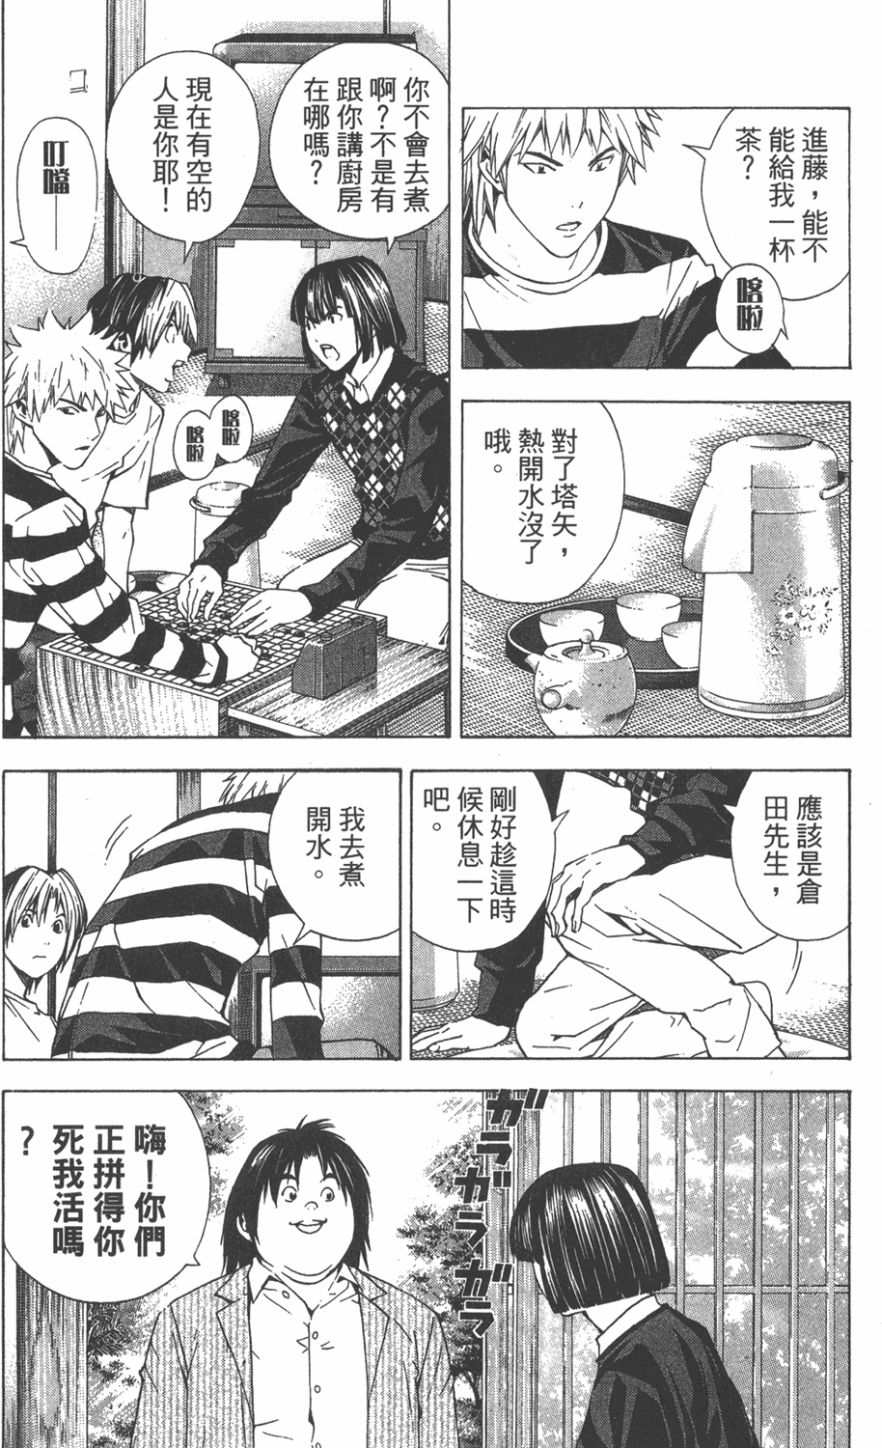 進藤，能不
能給我一杯
茶？
喀啦
對了塔矢，
熱開水沒了
哦。
你不會去煮
啊？不是有
跟你講廚房
在哪嗎？
現在有空的
人是你耶！
叮噹——
喀啦
喀啦
應該是倉
田先生，
剛好趁這時
候休息一下
吧。
我去煮
開水。
ガラガラガラ
嗨！你們
正拼得你
死我活嗎
？